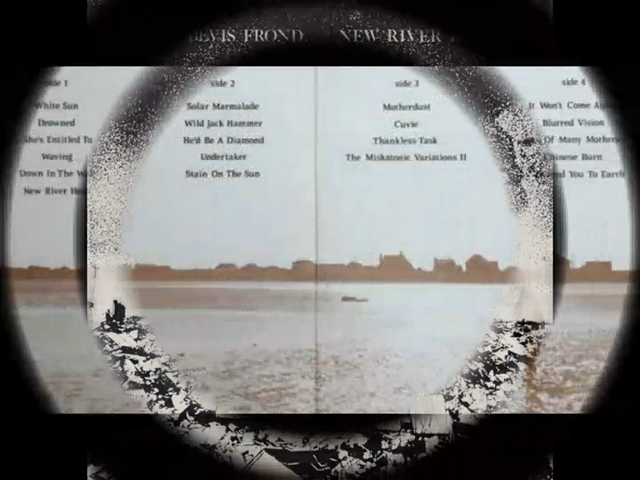 BEVIS FROND NEW RIVER
side 1
White Sun
Drowned
She's Entitled To
Waving
Down In The
New River
side 2
Solar Marmalade
Wild Jack Hammer
He'd Be A Diamond
Undertaker
Stain On The Sun
side 3
Motherdust
Cuvie
Thankless Task
The Miskatonic Variations II
side 4
It Won't Come
Blurred Vision
Of Many Mothers
Chinese Burn
You To Earth